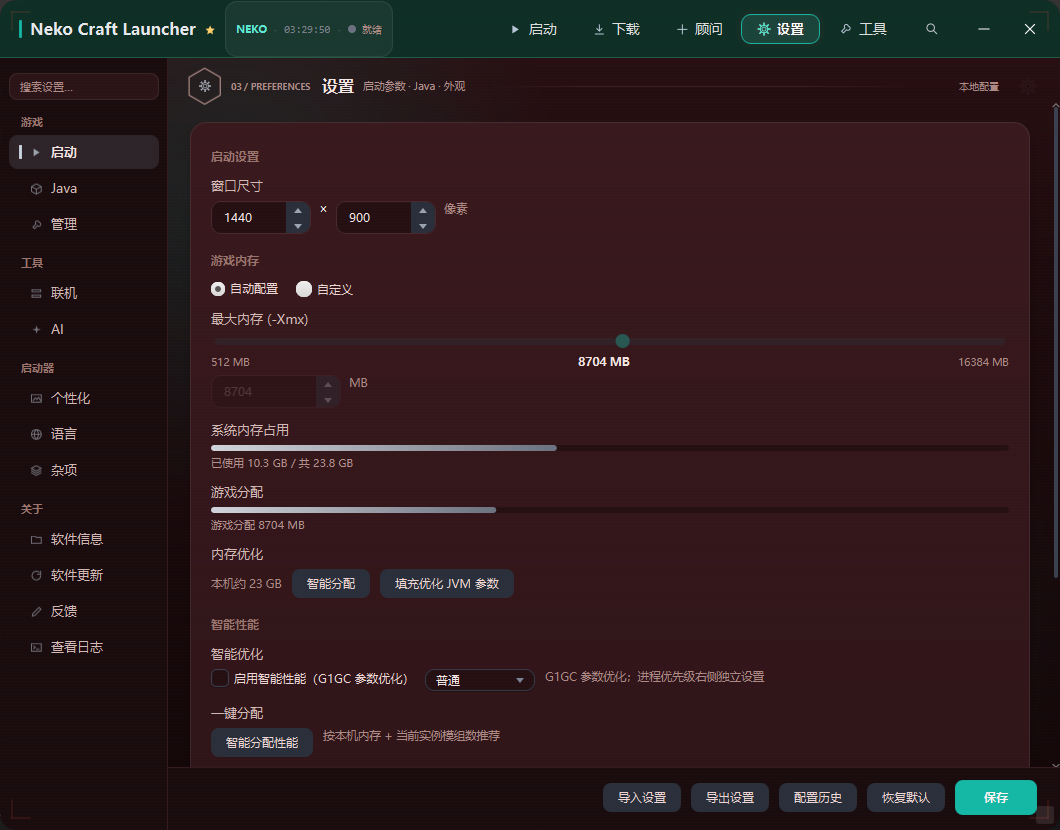 Neko Craft Launcher
NEKO · 03:29:50 · 就绪
启动
下载
顾问
设置
工具
搜索设置...
游戏
启动
Java
管理
工具
联机
AI
启动器
个性化
语言
杂项
关于
软件信息
软件更新
反馈
查看日志
03 / PREFERENCES 设置 启动参数 · Java · 外观
本地配置
启动设置
窗口尺寸
1440 × 900 像素
游戏内存
自动配置 自定义
最大内存 (-Xmx)
512 MB 8704 MB 16384 MB
8704 MB
系统内存占用
已使用 10.3 GB / 共 23.8 GB
游戏分配
游戏分配 8704 MB
内存优化
本机约 23 GB 智能分配 填充优化 JVM 参数
智能性能
智能优化
启用智能性能（G1GC 参数优化） 普通 G1GC 参数优化；进程优先级右侧独立设置
一键分配
智能分配性能 按本机内存 + 当前实例模组数推荐
导入设置 导出设置 配置历史 恢复默认 保存